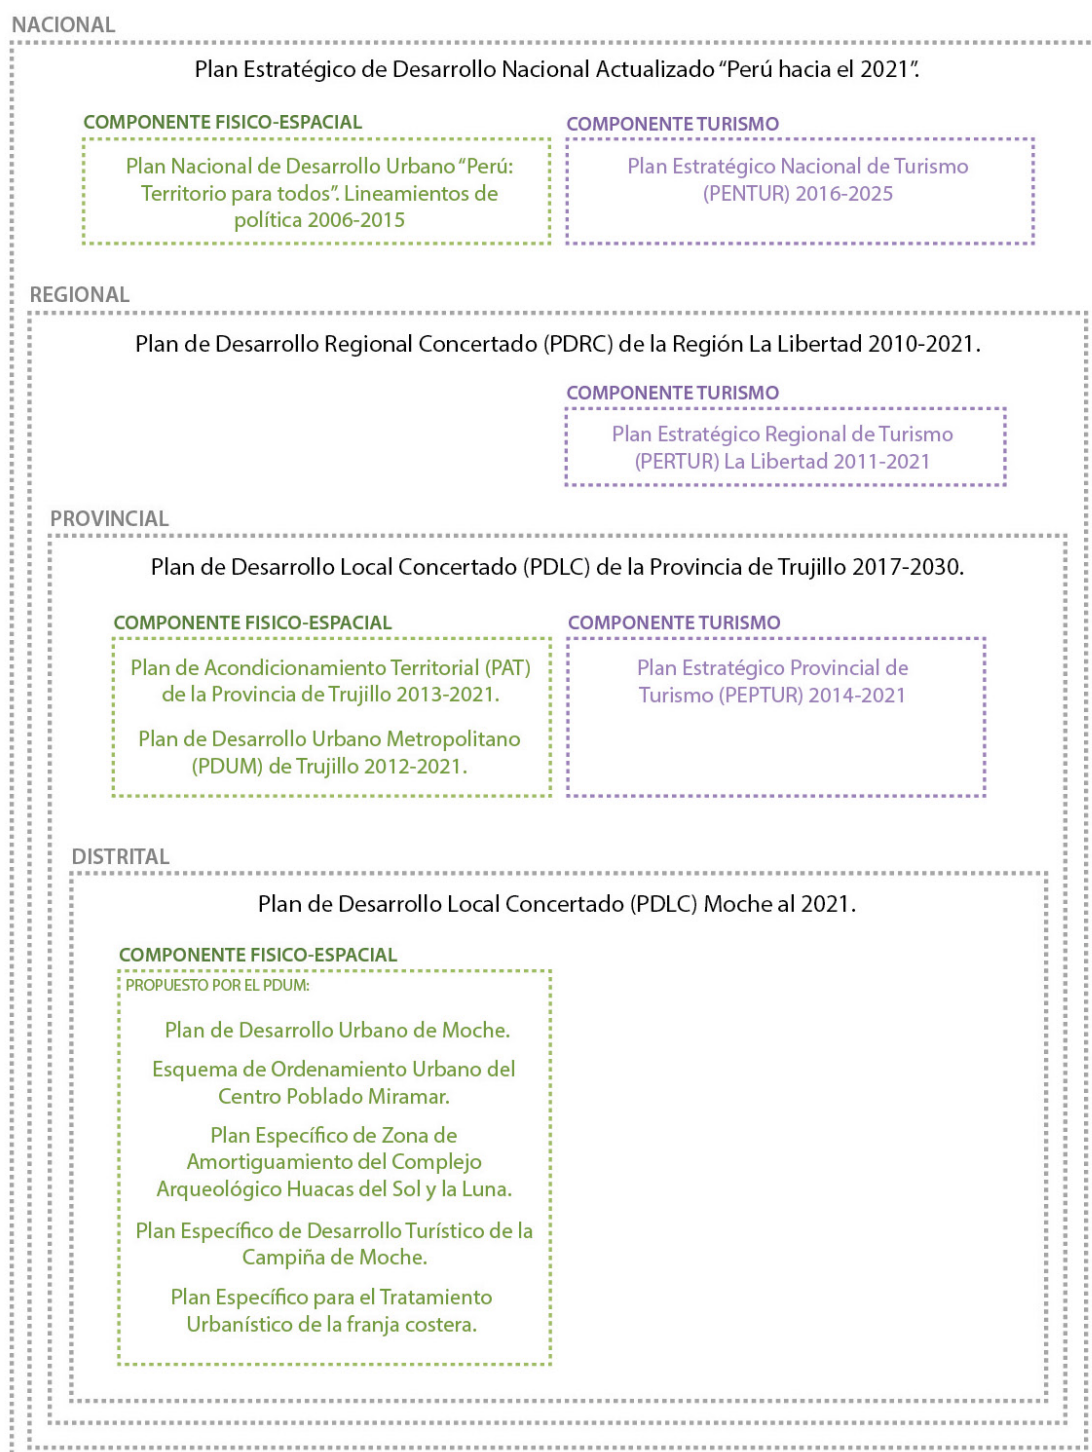 NACIONAL
Plan Estratégico de Desarrollo Nacional Actualizado “Perú hacia el 2021”.
COMPONENTE FISICO-ESPACIAL
Plan Nacional de Desarrollo Urbano “Perú:
Territorio para todos”. Lineamientos de
política 2006-2015
COMPONENTE TURISMO
Plan Estratégico Nacional de Turismo
(PENTUR) 2016-2025
REGIONAL
Plan de Desarrollo Regional Concertado (PDRC) de la Región La Libertad 2010-2021.
COMPONENTE TURISMO
Plan Estratégico Regional de Turismo
(PERTUR) La Libertad 2011-2021
PROVINCIAL
Plan de Desarrollo Local Concertado (PDLC) de la Provincia de Trujillo 2017-2030.
COMPONENTE FISICO-ESPACIAL
Plan de Acondicionamiento Territorial (PAT)
de la Provincia de Trujillo 2013-2021.
Plan de Desarrollo Urbano Metropolitano
(PDUM) de Trujillo 2012-2021.
COMPONENTE TURISMO
Plan Estratégico Provincial de
Turismo (PEPTUR) 2014-2021
DISTRITAL
Plan de Desarrollo Local Concertado (PDLC) Moche al 2021.
COMPONENTE FISICO-ESPACIAL
PROPUESTO POR EL PDUM:
Plan de Desarrollo Urbano de Moche.
Esquema de Ordenamiento Urbano del
Centro Poblado Miramar.
Plan Específico de Zona de
Amortiguamiento del Complejo
Arqueológico Huacas del Sol y la Luna.
Plan Específico de Desarrollo Turístico de la
Campiña de Moche.
Plan Específico para el Tratamiento
Urbanístico de la franja costera.